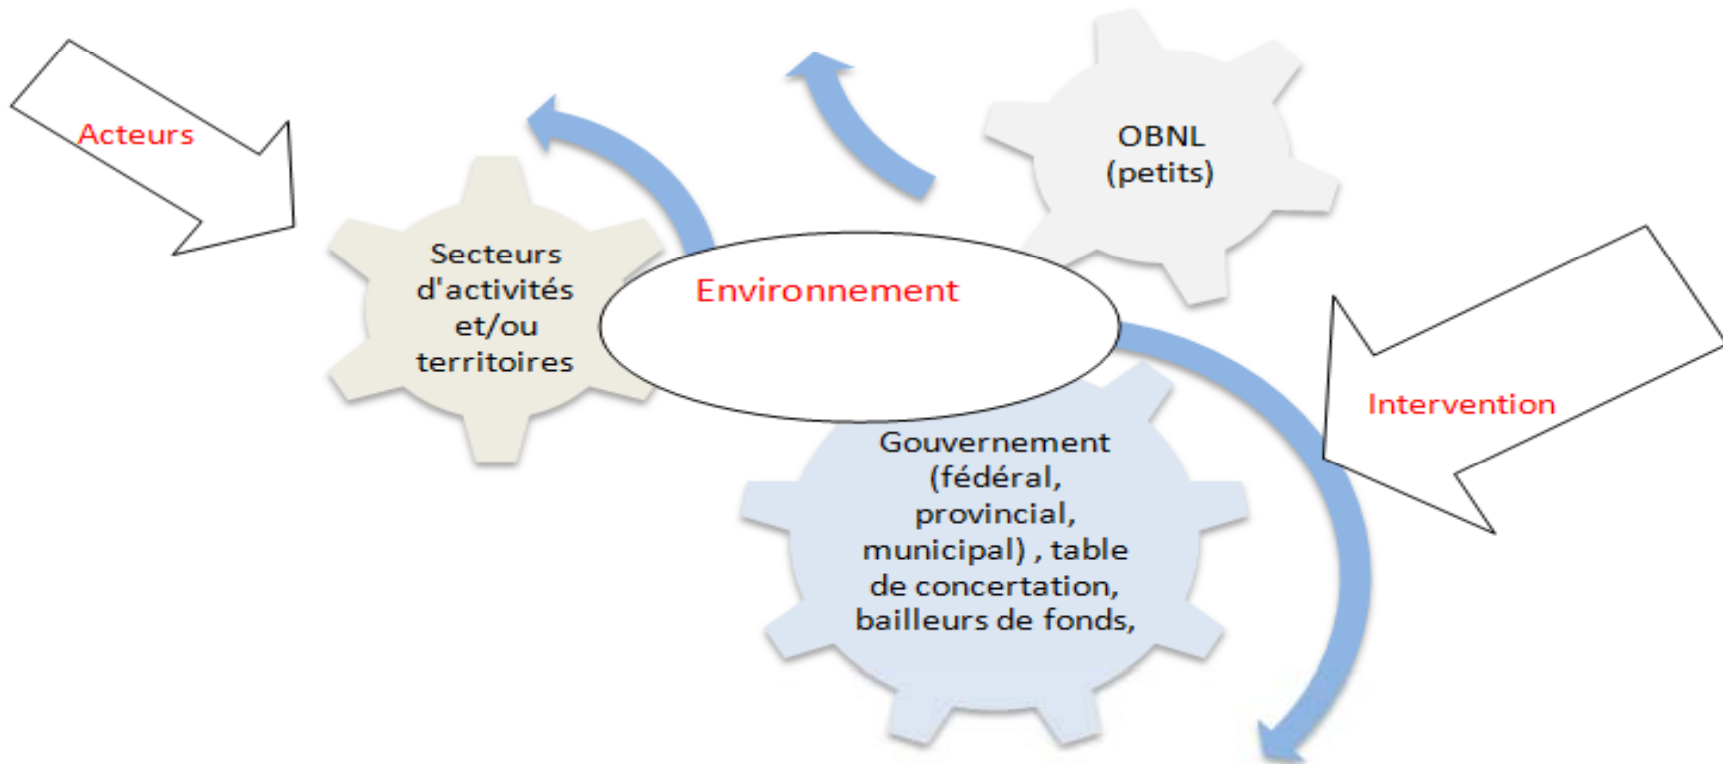 Acteurs
OBNL
(petits)
Secteurs
d'activités
et/ou
territoires
Environnement
Intervention
Gouvernement
(fédéral,
provincial,
municipal) , table
de concertation,
bailleurs de fonds,